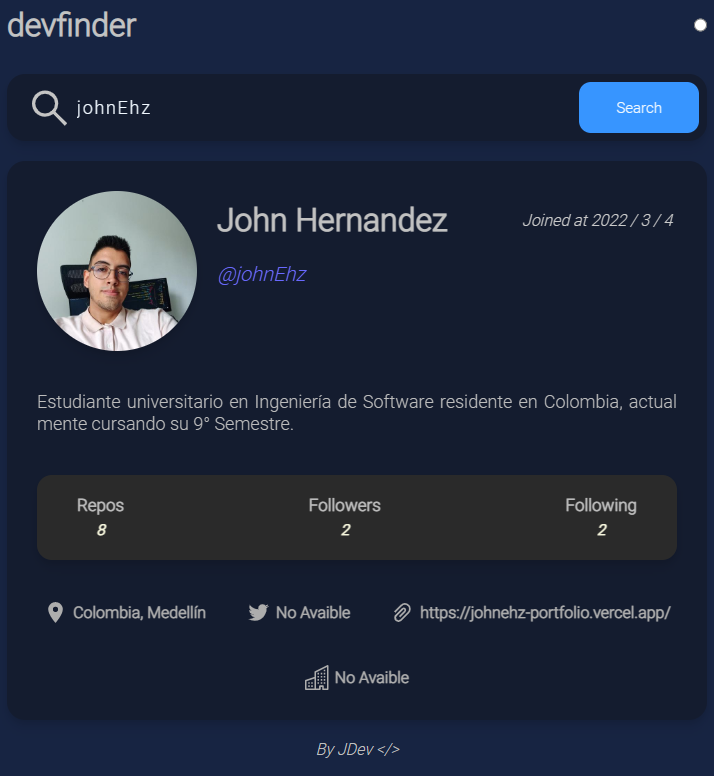 devfinder
johnEhz
Search
John Hernandez
Joined at 2022 / 3 / 4
@johnEhz
Estudiante universitario en Ingeniería de Software residente en Colombia, actual
mente cursando su 9° Semestre.
Repos
Followers
Following
8
2
2
Colombia, Medellín
No Avaible
https://johnehz-portfolio.vercel.app/
No Avaible
By JDev </>